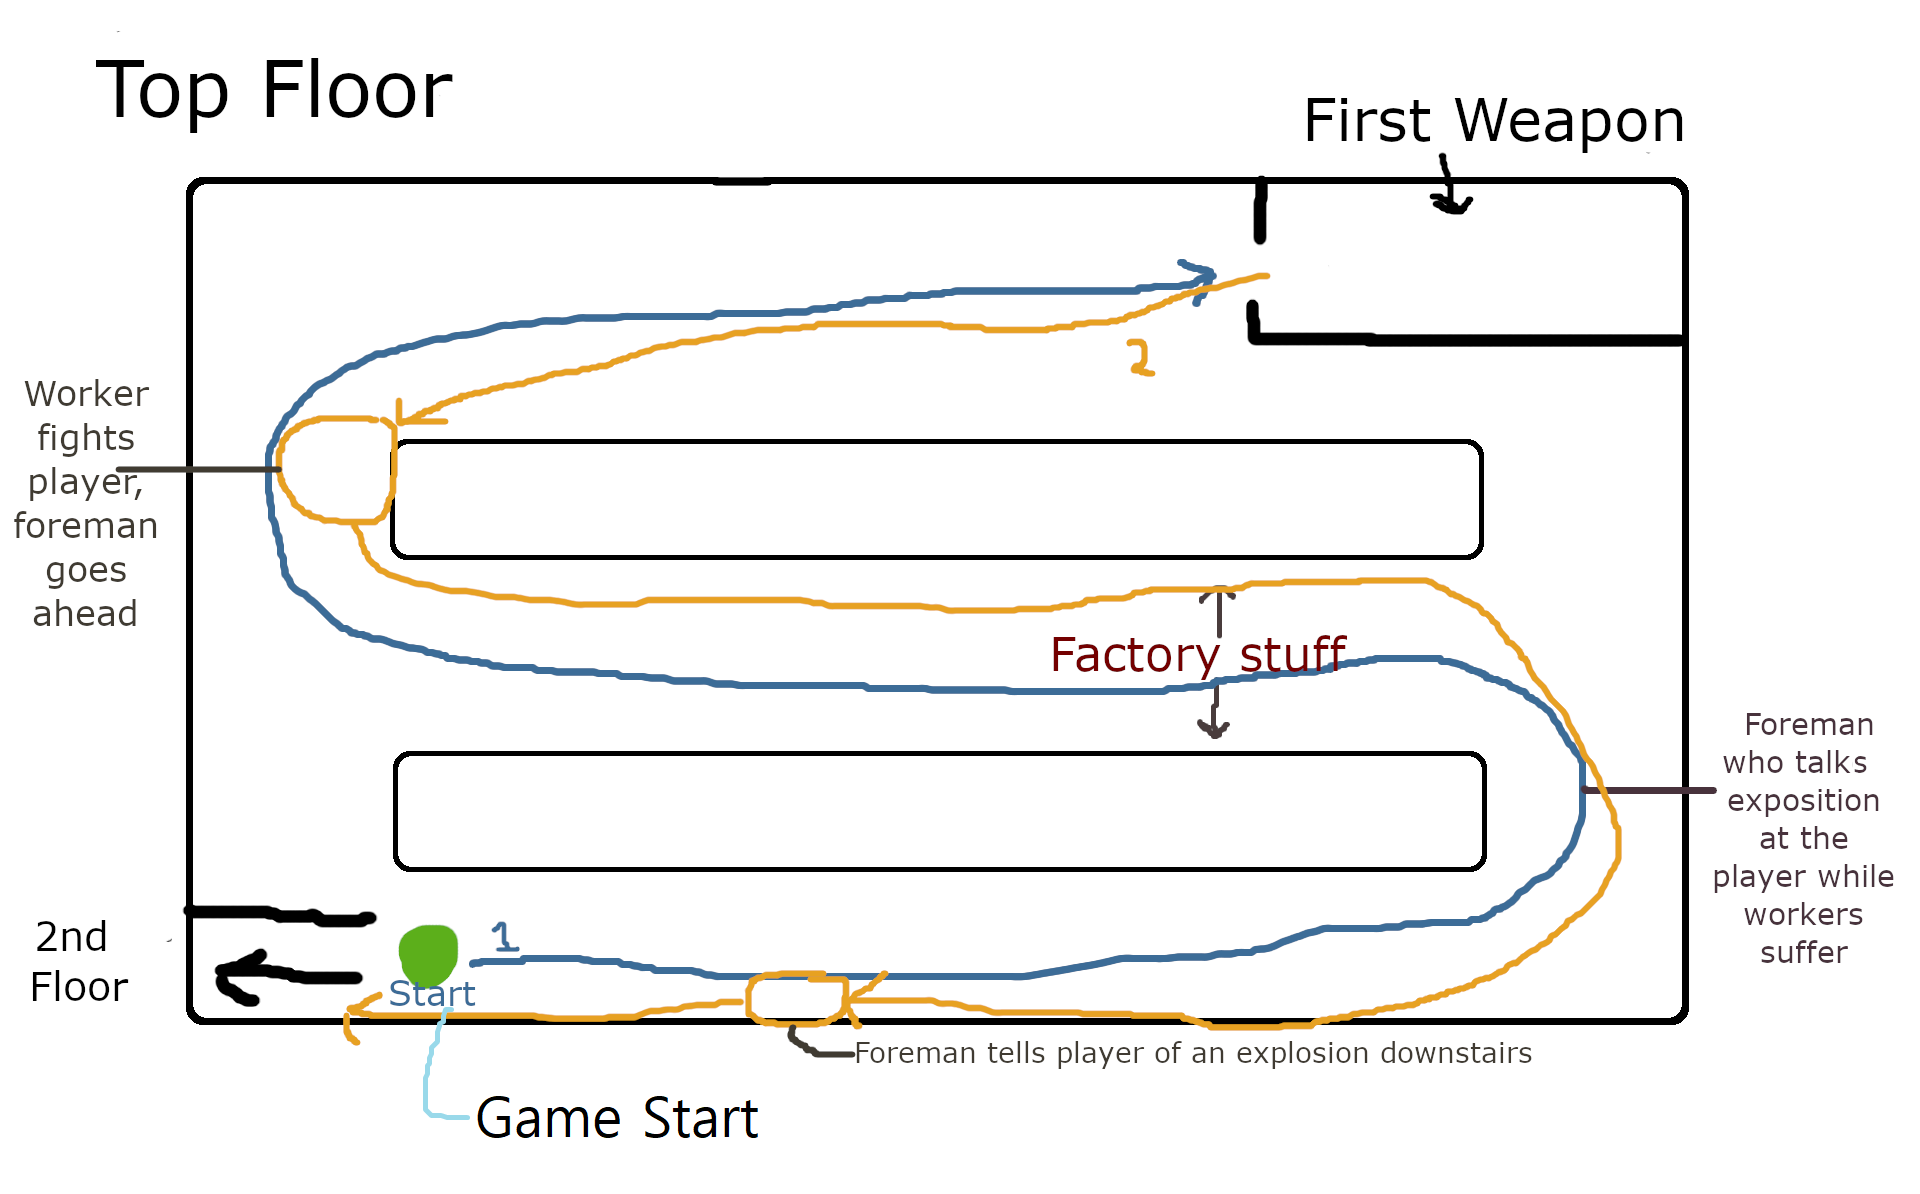 Top Floor
First Weapon
2
Worker
fights
player,
foreman
goes
ahead
Factory stuff
Foreman
who talks
exposition
at the
player while
workers
suffer
2nd
Floor
1
Start
Foreman tells player of an explosion downstairs
Game Start